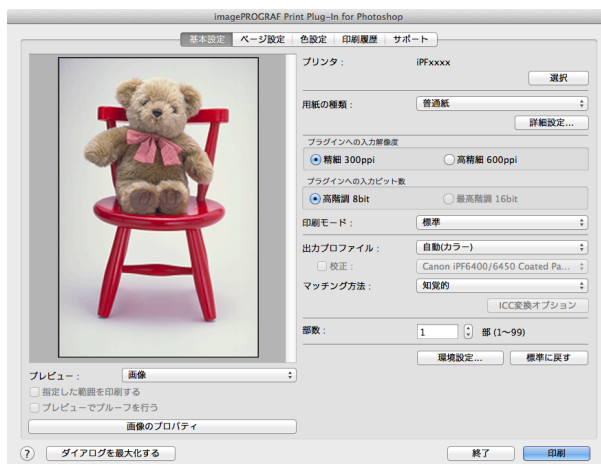 imagePROGRAF Print Plug-In for Photoshop
基本設定 ページ設定 色設定 印刷履歴 サポート
プリンタ： iPFxxxx
選択
用紙の種類： 普通紙
詳細設定...
プラグインへの入力解像度
精細 300ppi 高精細 600ppi
プラグインへの入力ビット数
高階調 8bit 最高階調 16bit
印刷モード： 標準
出力プロファイル： 自動(カラー)
校正： Canon iPF6400/6450 Coated Pa...
マッチング方法： 知覚的
ICC変換オプション
部数： 1 部 (1〜99)
環境設定... 標準に戻す
プレビュー： 画像
指定した範囲を印刷する
プレビューでプルーフを行う
画像のプロパティ
? ダイアログを最大化する 終了 印刷